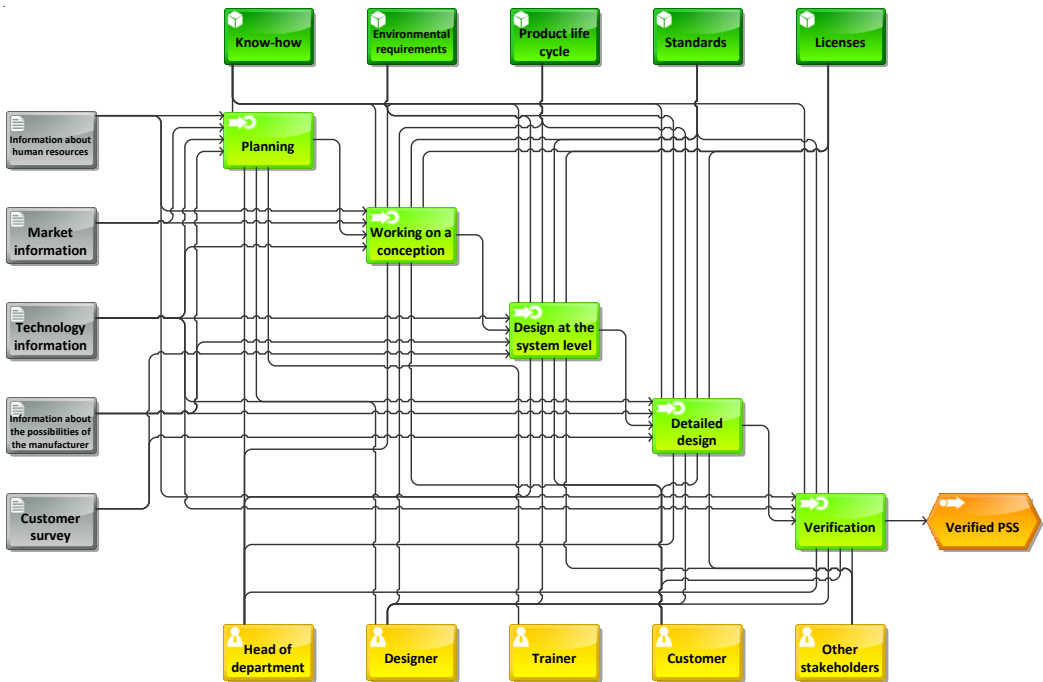 Know-how
Environmental
requirements
Product life
cycle
Standards
Licenses
Information about
human resources
Planning
Market
information
Working on a
conception
Technology
information
Design at the
system level
Information about
the possibilities of
the manufacturer
Detailed
design
Customer
survey
Verification
Verified PSS
Head of
department
Designer
Trainer
Customer
Other
stakeholders